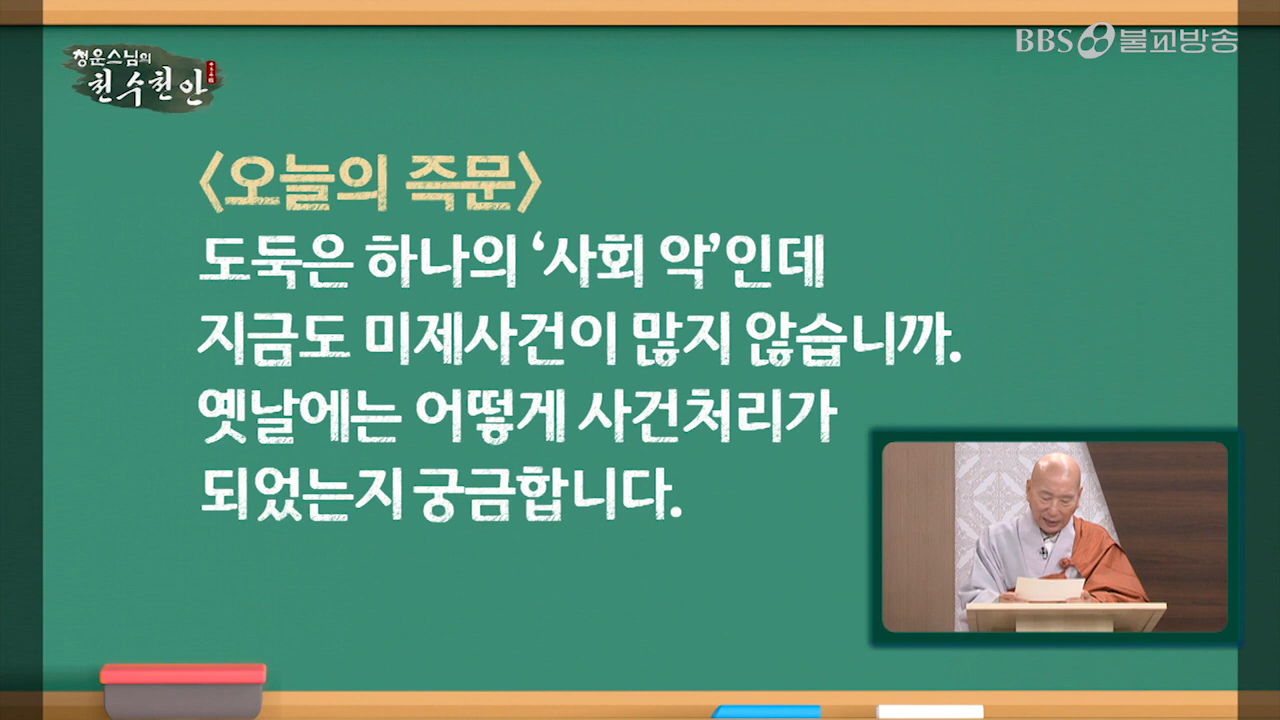 청운스님의
천수천안
BBS 불교방송
<오늘의 즉문>
도둑은 하나의 ‘사회 악’인데
지금도 미제사건이 많지 않습니까.
옛날에는 어떻게 사건처리가
되었는지 궁금합니다.